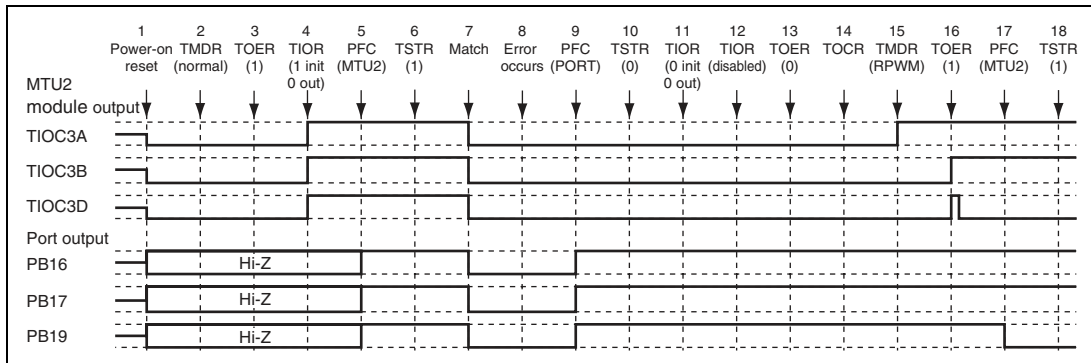 1 2 3 4 5 6 7 8 9 10 11 12 13 14 15 16 17 18
Power-on TMDR TOER TIOR PFC TSTR Match Error PFC TSTR TIOR TIOR TOER TOCR TMDR TOER PFC TSTR
reset (normal) (1) (1 init (MTU2) (1) occurs (PORT) (0) (0 init (disabled) (0) (RPWM) (1) (MTU2) (1)
0 out) 0 out)
MTU2
module output
TIOC3A
TIOC3B
TIOC3D
Port output
PB16 Hi-Z
PB17 Hi-Z
PB19 Hi-Z